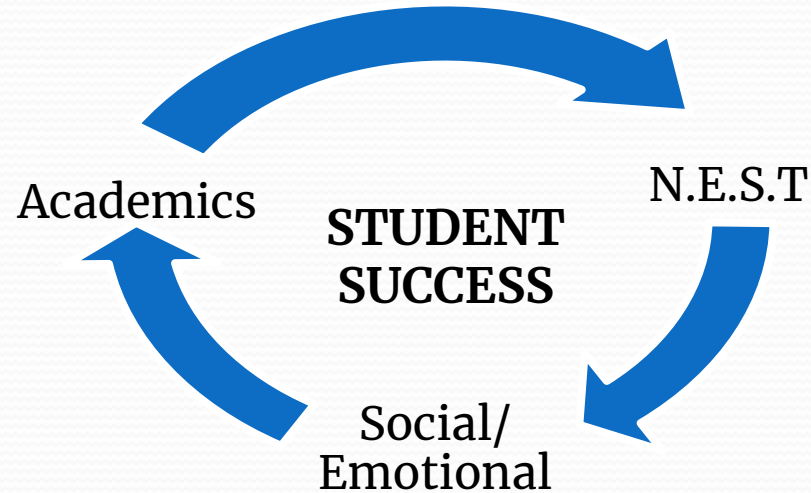 N.E.S.T
Academics
STUDENT
SUCCESS
Social/
Emotional